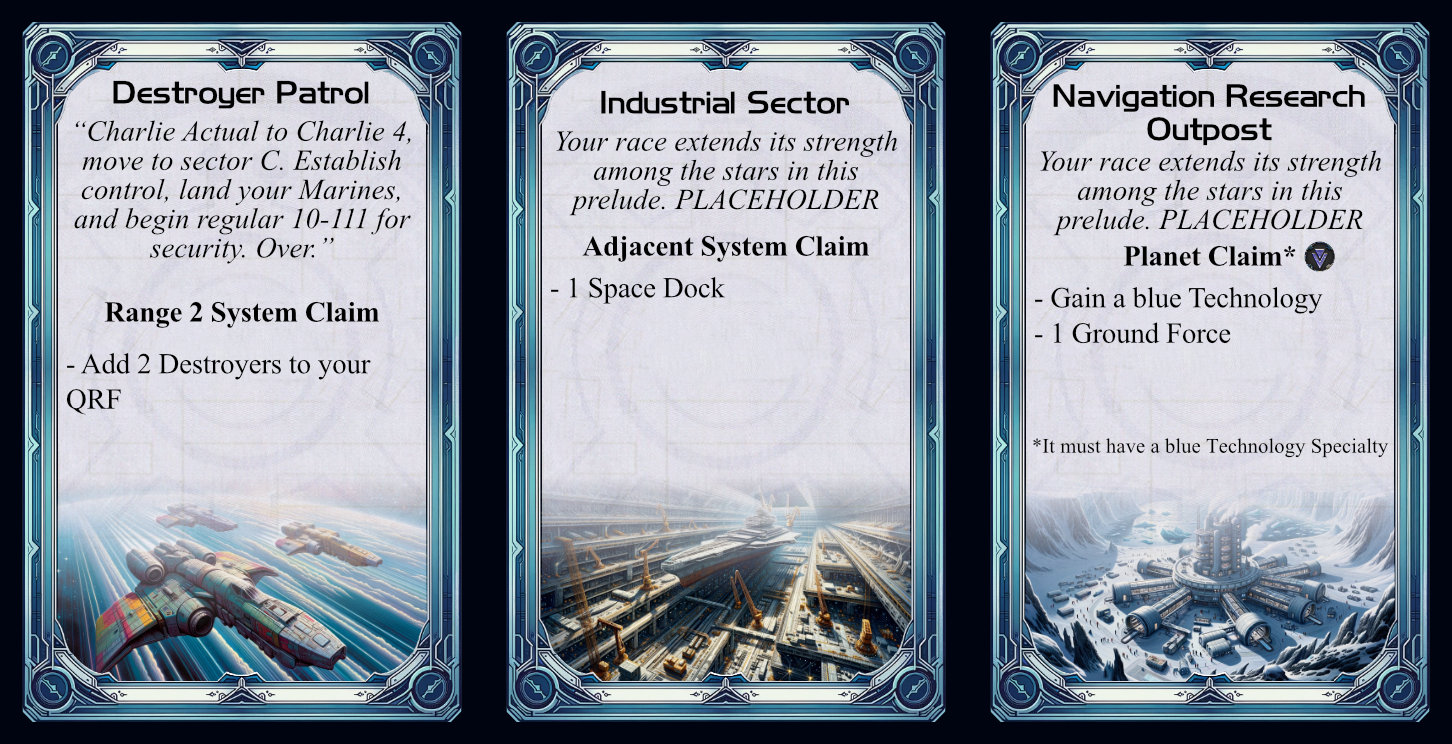 Destroyer Patrol
“Charlie Actual to Charlie 4,
move to sector C. Establish
control, land your Marines,
and begin regular 10-111 for
security. Over.”
Range 2 System Claim
- Add 2 Destroyers to your
QRF
Industrial Sector
Your race extends its strength
among the stars in this
prelude. PLACEHOLDER
Adjacent System Claim
- 1 Space Dock
Navigation Research
Outpost
Your race extends its strength
among the stars in this
prelude. PLACEHOLDER
Planet Claim*
- Gain a blue Technology
- 1 Ground Force
*It must have a blue Technology Specialty